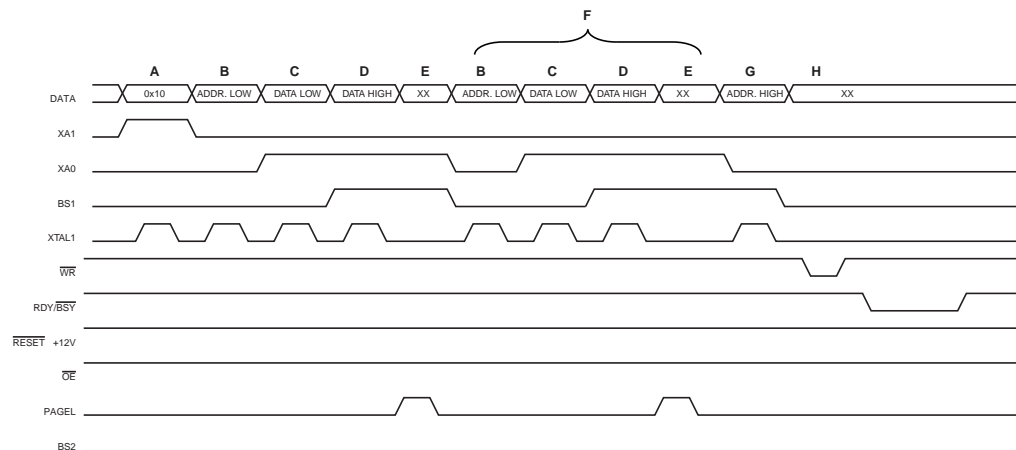 F
A B C D E B C D E G H
DATA 0x10 ADDR. LOW DATA LOW DATA HIGH XX ADDR. LOW DATA LOW DATA HIGH XX ADDR. HIGH XX
XA1
XA0
BS1
XTAL1
WR
RDY/BSY
RESET +12V
OE
PAGEL
BS2